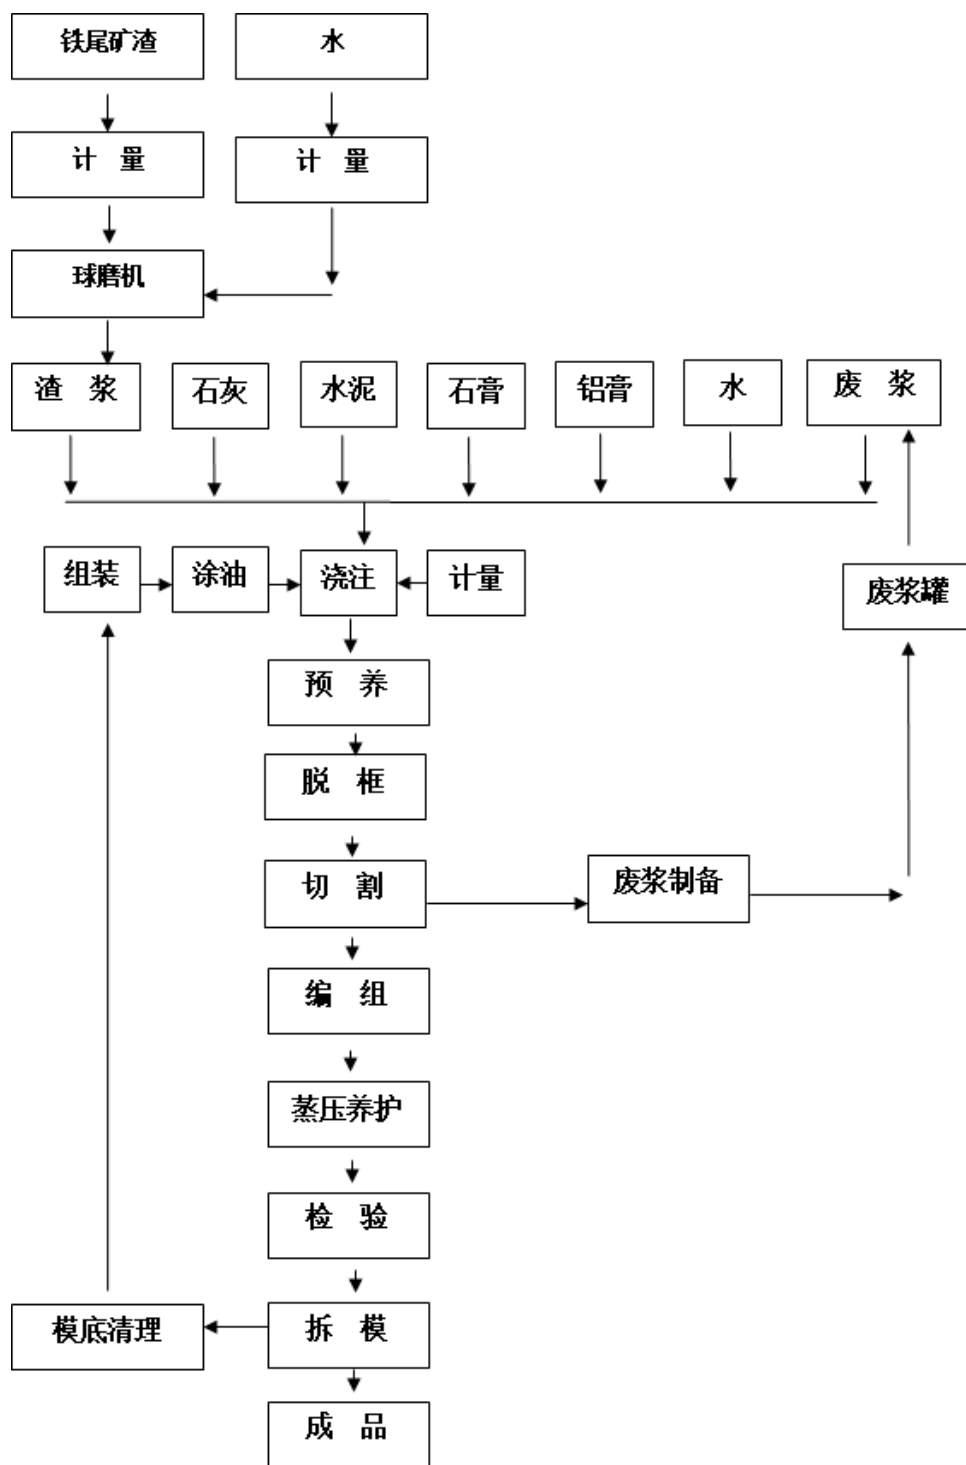 铁尾矿渣
水
计 量
计 量
球磨机
渣 浆
石灰
水泥
石膏
铝膏
水
废 浆
组装
涂油
浇注
计量
废浆罐
预 养
脱 框
切 割
废浆制备
编 组
蒸压养护
检 验
模底清理
拆 模
成 品